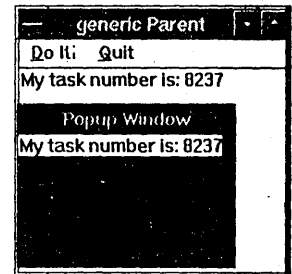 generic Parent
Do It! Quit
My task number is: 8237
Popup Window
My task number is: 8237